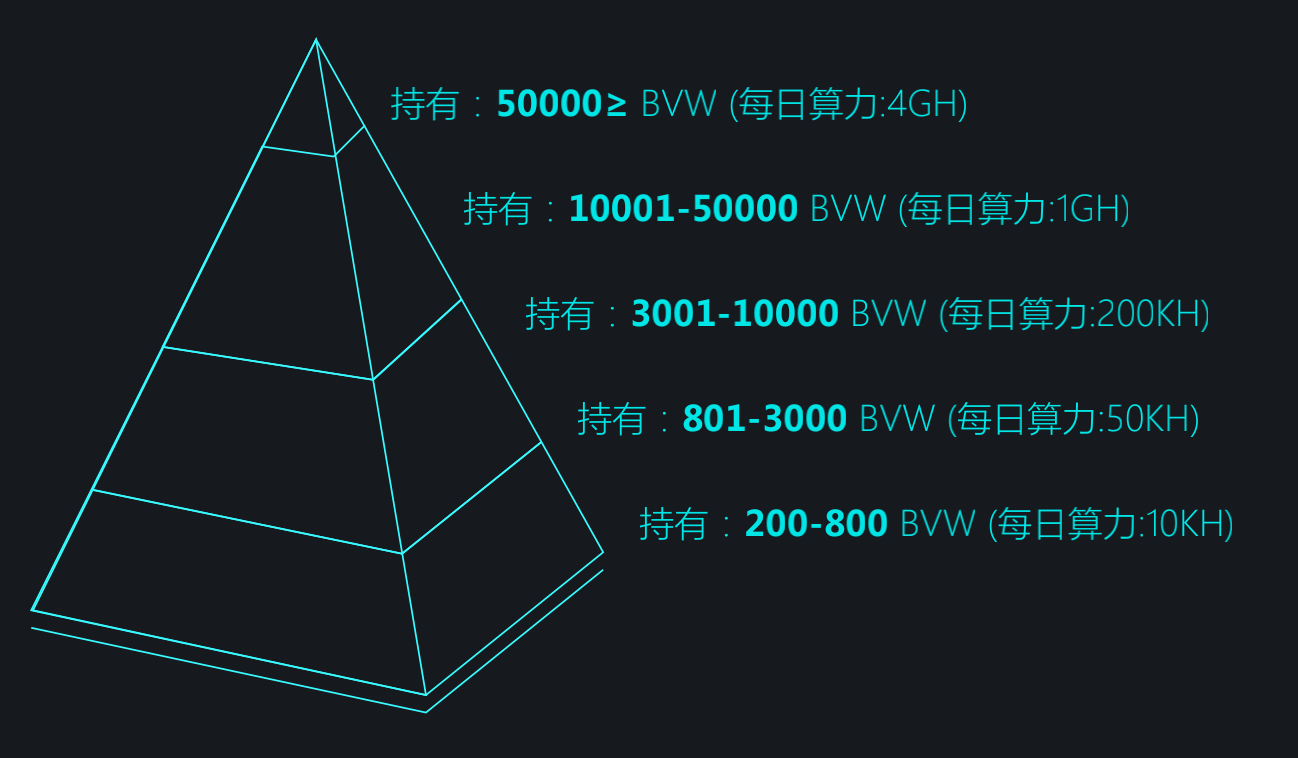 持有：50000≥ BVW (每日算力:4GH)
持有：10001-50000 BVW (每日算力:1GH)
持有：3001-10000 BVW (每日算力:200KH)
持有：801-3000 BVW (每日算力:50KH)
持有：200-800 BVW (每日算力:10KH)